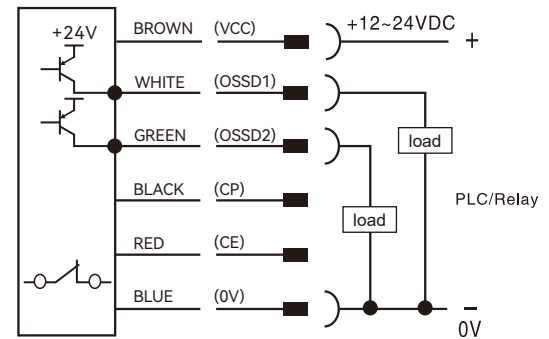 +24V
BROWN (VCC) +12~24VDC +
WHITE (OSSD1)
GREEN (OSSD2) load
BLACK (CP) PLC/Relay
load
RED (CE)
BLUE (0V) −
0V